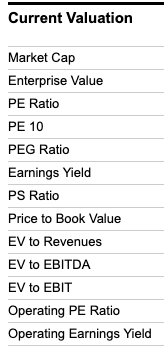 Current Valuation
Market Cap
Enterprise Value
PE Ratio
PE 10
PEG Ratio
Earnings Yield
PS Ratio
Price to Book Value
EV to Revenues
EV to EBITDA
EV to EBIT
Operating PE Ratio
Operating Earnings Yield